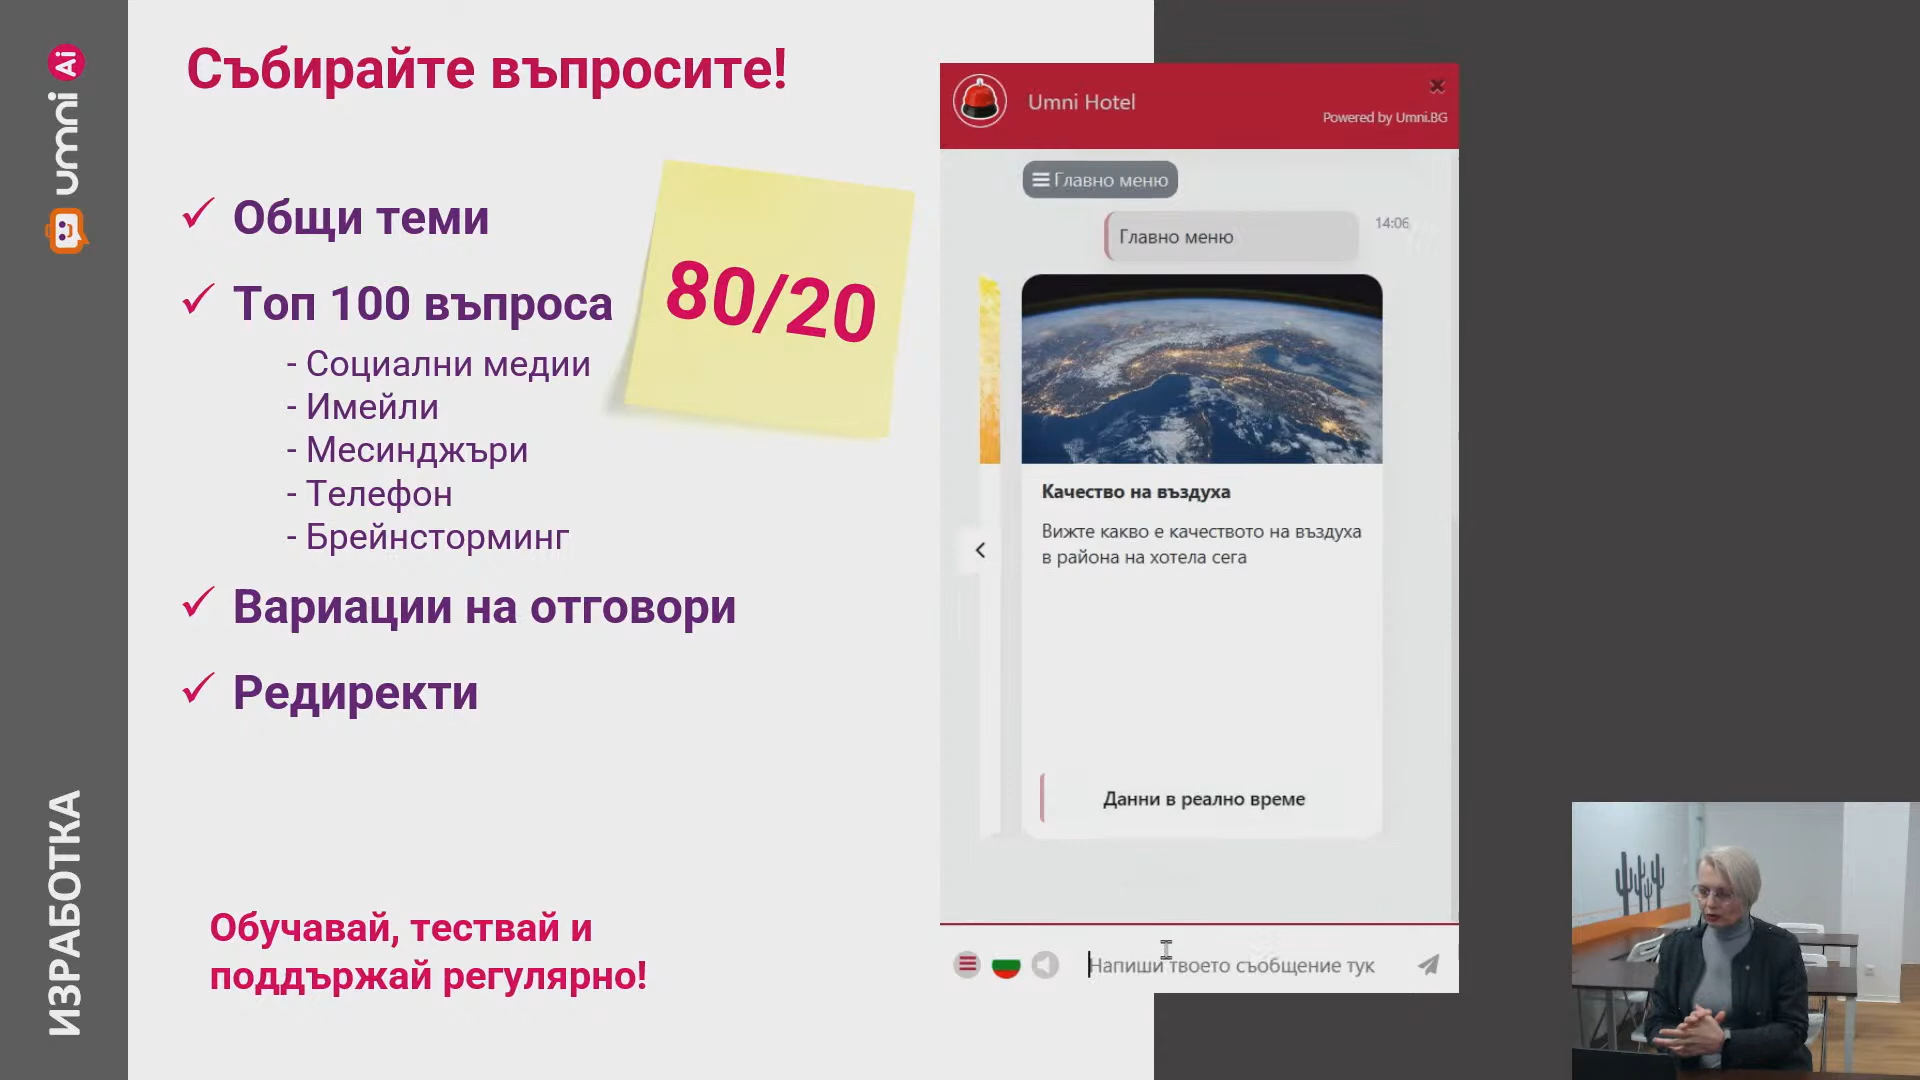 umni Ai
ИЗРАБОТКА
Събирайте въпросите!
Общи теми
Топ 100 въпроса
- Социални медии
- Имейли
- Месинджъри
- Телефон
- Брейнсторминг
Вариации на отговори
Редиректи
80/20
Обучавай, тествай и
поддържай регулярно!
Umni Hotel
Powered by Umni.BG
Главно меню
Главно меню
14:06
Качество на въздуха
Вижте какво е качеството на въздуха
в района на хотела сега
Данни в реално време
Напиши твоето съобщение тук